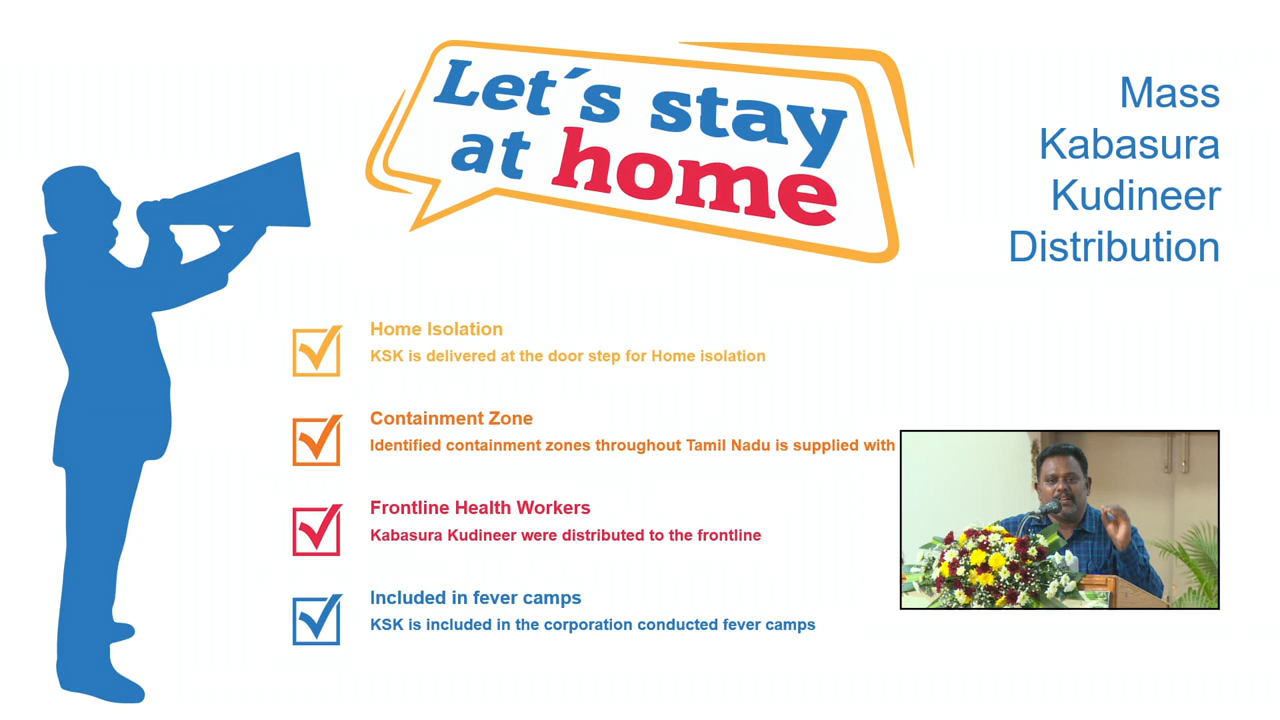 Let´s stay
at home
Mass
Kabasura
Kudineer
Distribution
Home Isolation
KSK is delivered at the door step for Home isolation
Containment Zone
Identified containment zones throughout Tamil Nadu is supplied with
Frontline Health Workers
Kabasura Kudineer were distributed to the frontline
Included in fever camps
KSK is included in the corporation conducted fever camps